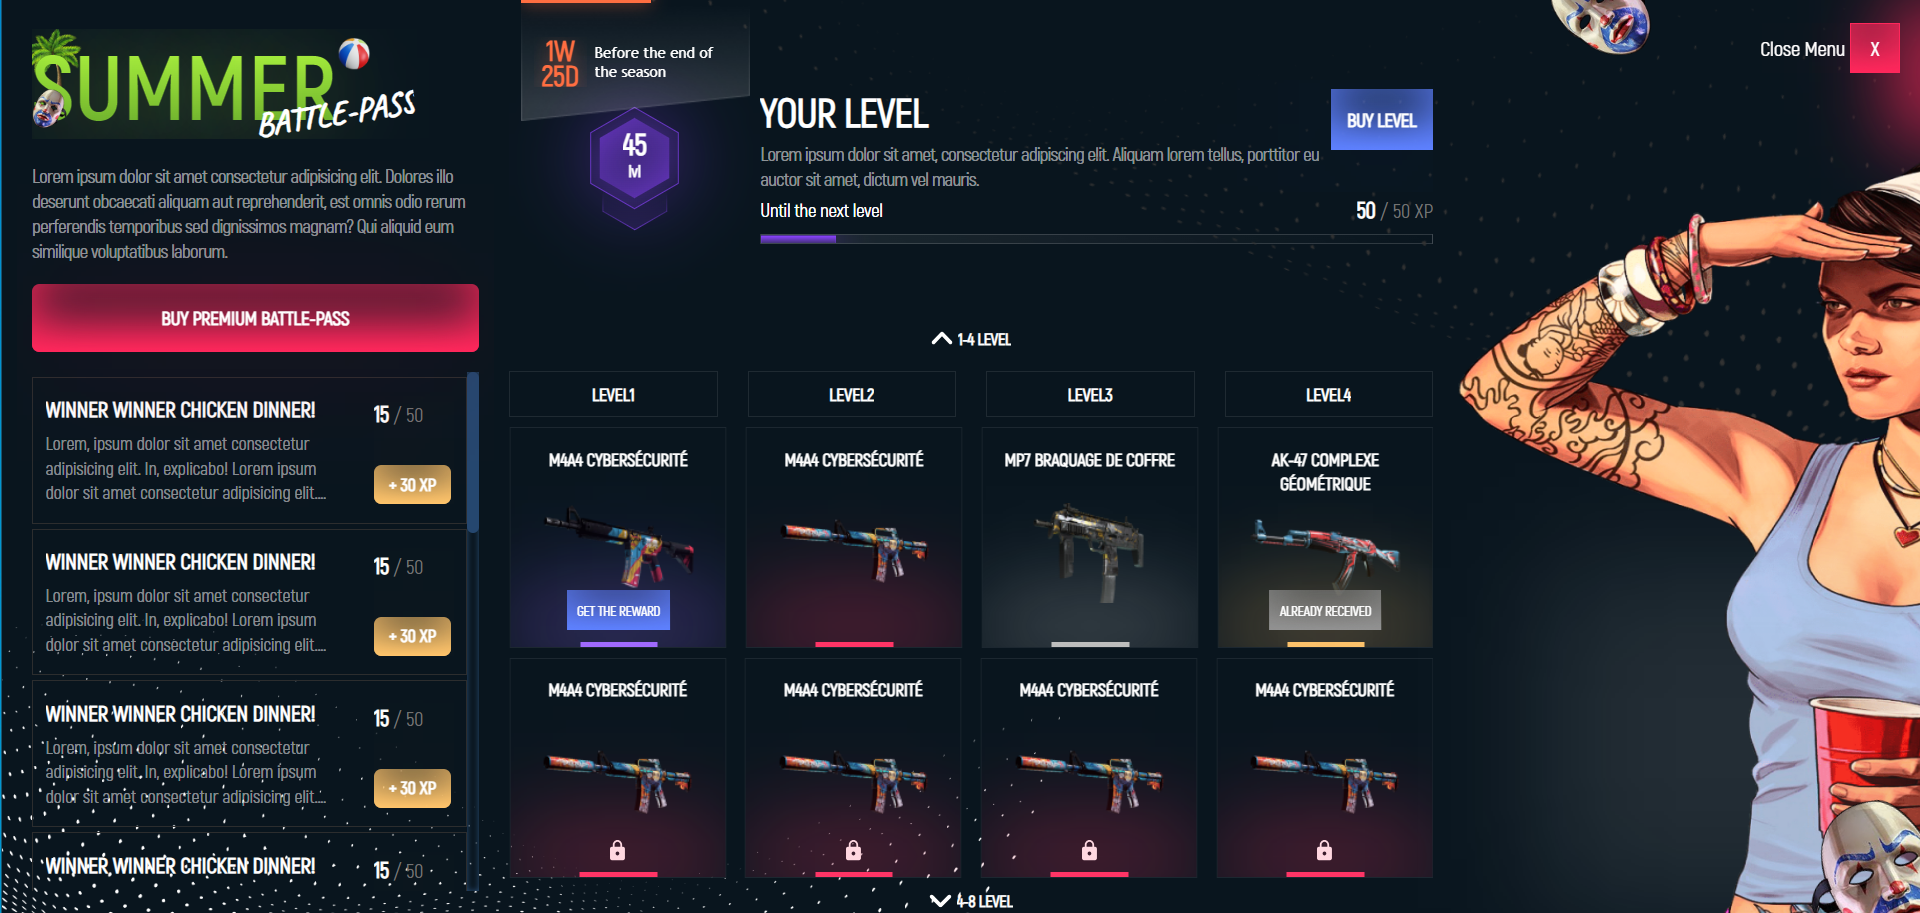 SUMMER
BATTLE-PASS
Lorem ipsum dolor sit amet consectetur adipisicing elit. Dolores illo
deserunt obcaecati aliquam aut reprehenderit, est omnis odio rerum
perferendis temporibus sed dignissimos magnam? Qui aliquid eum
similique voluptatibus laborum.
BUY PREMIUM BATTLE-PASS
WINNER WINNER CHICKEN DINNER!
15 / 50
Lorem, ipsum dolor sit amet consectetur
adipisicing elit. In, explicabo! Lorem ipsum
dolor sit amet consectetur adipisicing elit....
+ 30 XP
WINNER WINNER CHICKEN DINNER!
15 / 50
Lorem, ipsum dolor sit amet consectetur
adipisicing elit. In, explicabo! Lorem ipsum
dolor sit amet consectetur adipisicing elit....
+ 30 XP
WINNER WINNER CHICKEN DINNER!
15 / 50
Lorem, ipsum dolor sit amet consectetur
adipisicing elit. In, explicabo! Lorem ipsum
dolor sit amet consectetur adipisicing elit....
+ 30 XP
WINNER WINNER CHICKEN DINNER!
15 / 50
1W
25D
Before the end of
the season
45
lvl
YOUR LEVEL
BUY LEVEL
Lorem ipsum dolor sit amet, consectetur adipiscing elit. Aliquam lorem tellus, porttitor eu
auctor sit amet, dictum vel mauris.
Until the next level
50 / 50 XP
Close Menu
X
1-4 LEVEL
LEVEL1
LEVEL2
LEVEL3
LEVEL4
M4A4 CYBERSÉCURITÉ
GET THE REWARD
M4A4 CYBERSÉCURITÉ
MP7 BRAQUAGE DE COFFRE
AK-47 COMPLEXE
GÉOMÉTRIQUE
ALREADY RECEIVED
M4A4 CYBERSÉCURITÉ
M4A4 CYBERSÉCURITÉ
M4A4 CYBERSÉCURITÉ
M4A4 CYBERSÉCURITÉ
4-8 LEVEL